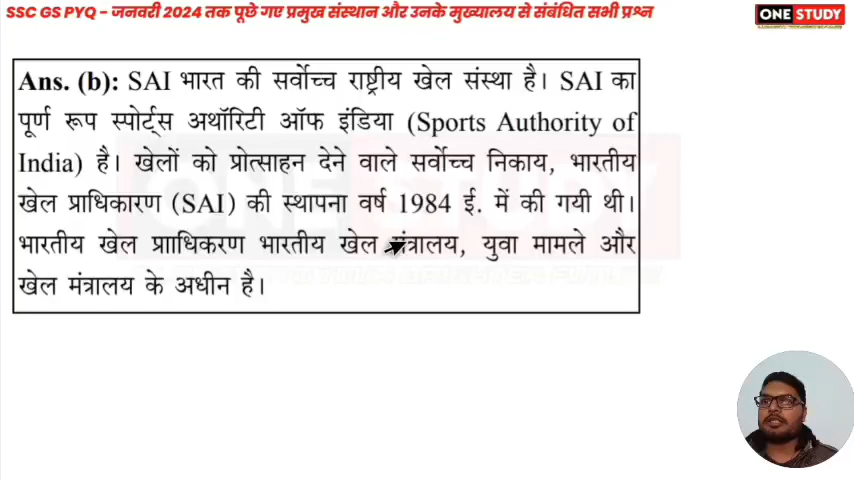 SSC GS PYQ - जनवरी 2024 तक पूछे गए प्रमुख संस्थान और उनके मुख्यालय से संबंधित सभी प्रश्न
ONE STUDY
Ans. (b): SAI भारत की सर्वोच्च राष्ट्रीय खेल संस्था है। SAI का
पूर्ण रूप स्पोर्ट्स अथॉरिटी ऑफ इंडिया (Sports Authority of
India) है। खेलों को प्रोत्साहन देने वाले सर्वोच्च निकाय, भारतीय
खेल प्राधिकारण (SAI) की स्थापना वर्ष 1984 ई. में की गयी थी।
भारतीय खेल प्रााधिकरण भारतीय खेल मंत्रालय, युवा मामले और
खेल मंत्रालय के अधीन है।